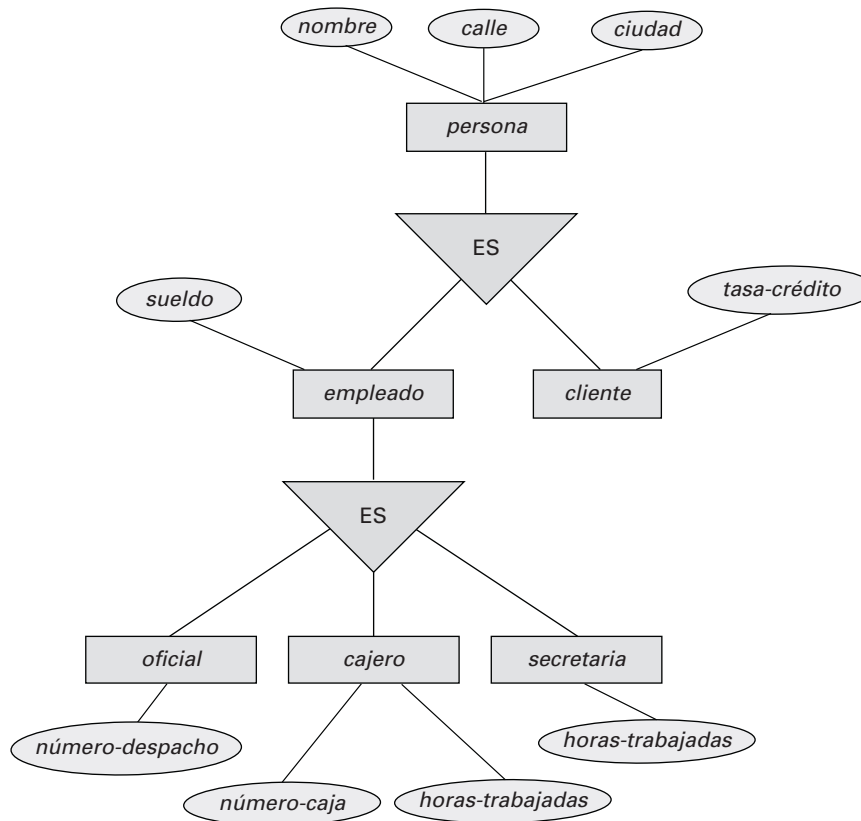 nombre
calle
ciudad
persona
ES
sueldo
tasa-crédito
empleado
cliente
ES
oficial
cajero
secretaria
número-despacho
horas-trabajadas
número-caja
horas-trabajadas